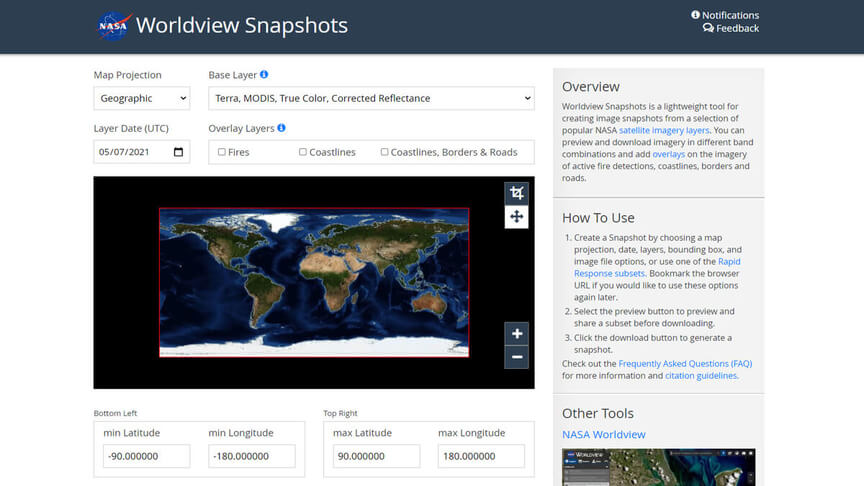 NASA Worldview Snapshots
Notifications
Feedback
Map Projection
Base Layer
Geographic
Terra, MODIS, True Color, Corrected Reflectance
Layer Date (UTC)
Overlay Layers
05/07/2021
Fires
Coastlines
Coastlines, Borders & Roads
Bottom Left
min Latitude
min Longitude
-90.000000
-180.000000
Top Right
max Latitude
max Longitude
90.000000
180.000000
Overview
Worldview Snapshots is a lightweight tool for
creating image snapshots from a selection of
popular NASA satellite imagery layers. You can
preview and download imagery in different band
combinations and add overlays on the imagery
of active fire detections, coastlines, borders and
roads.
How To Use
1. Create a Snapshot by choosing a map
projection, date, layers, bounding box, and
image file options, or use one of the Rapid
Response subsets. Bookmark the browser
URL if you would like to use these options
again later.
2. Select the preview button to preview and
share a subset before downloading.
3. Click the download button to generate a
snapshot.
Check out the Frequently Asked Questions (FAQ)
for more information and citation guidelines.
Other Tools
NASA Worldview
WORLDVIEW